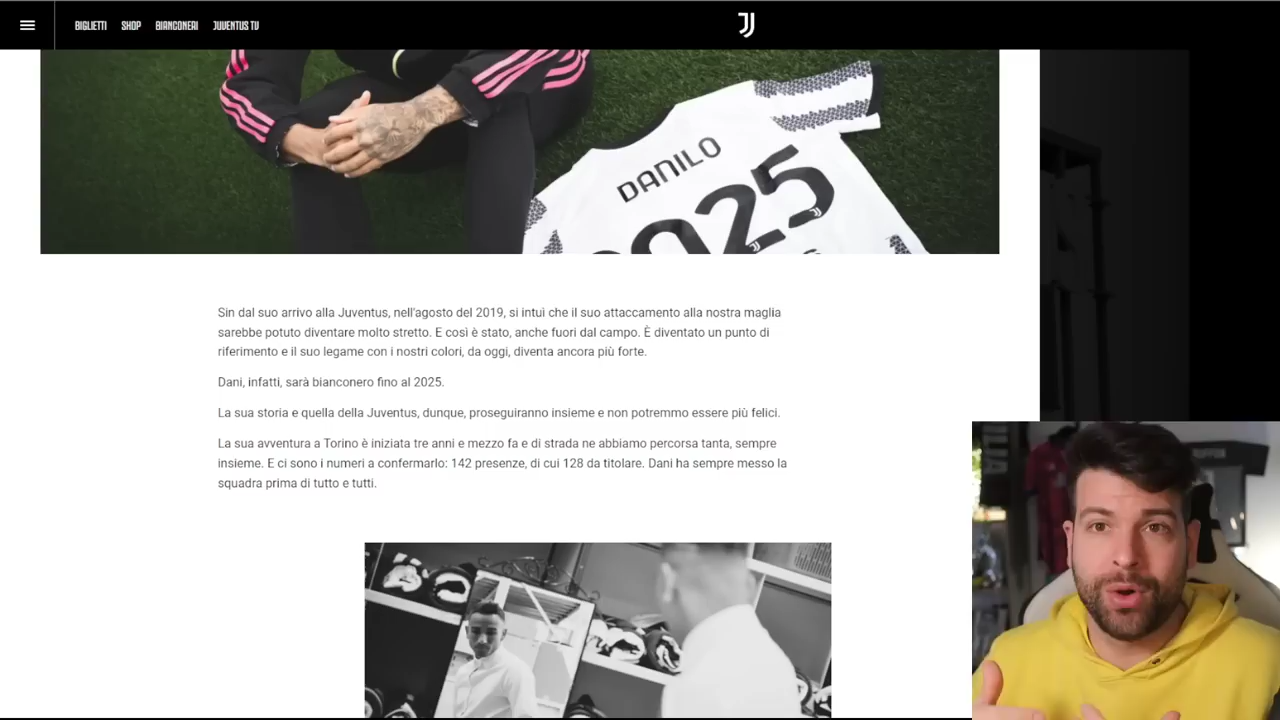 BIGLIETTI SHOP BIANCONERI JUVENTUS TV
DANILO
2025
Sin dal suo arrivo alla Juventus, nell'agosto del 2019, si intuì che il suo attaccamento alla nostra maglia
sarebbe potuto diventare molto stretto. E così è stato, anche fuori dal campo. È diventato un punto di
riferimento e il suo legame con i nostri colori, da oggi, diventa ancora più forte.
Dani, infatti, sarà bianconero fino al 2025.
La sua storia e quella della Juventus, dunque, proseguiranno insieme e non potremmo essere più felici.
La sua avventura a Torino è iniziata tre anni e mezzo fa e di strada ne abbiamo percorsa tanta, sempre
insieme. E ci sono i numeri a confermarlo: 142 presenze, di cui 128 da titolare. Dani ha sempre messo la
squadra prima di tutto e tutti.